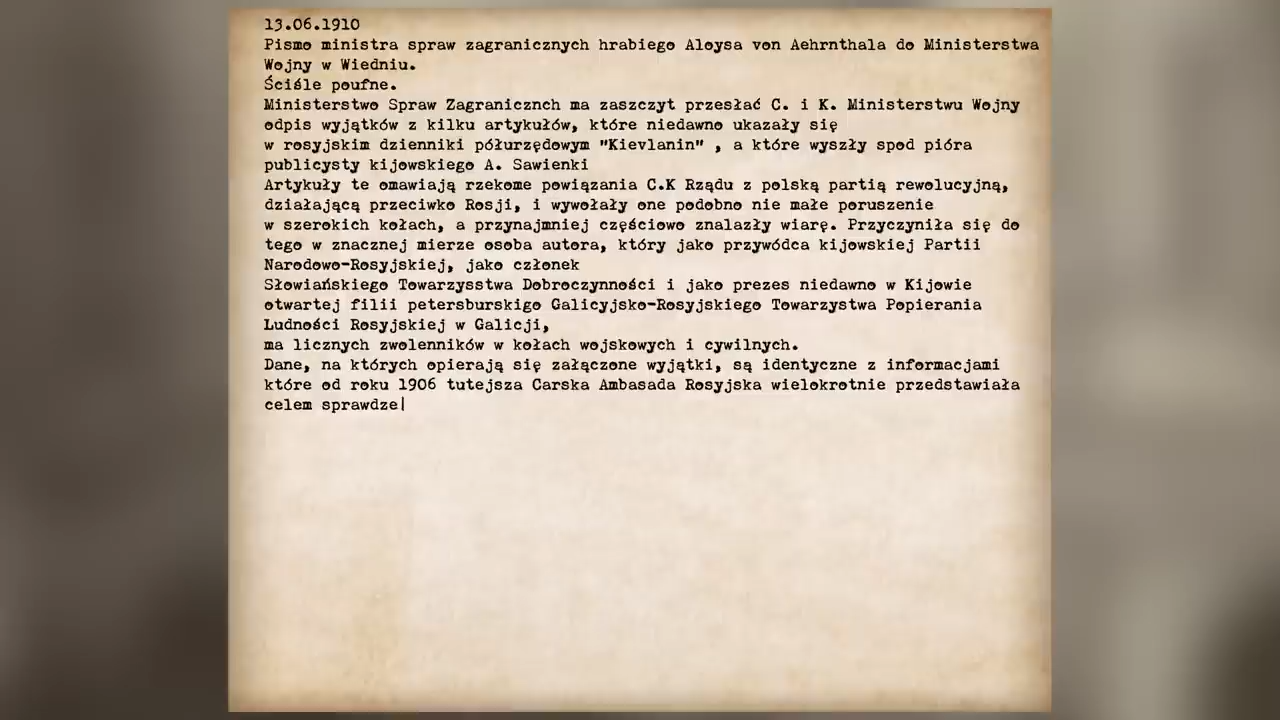 13.06.1910
Pismo ministra spraw zagranicznych hrabiego Aloysa von Aehrnthala do Ministerstwa
Wojny w Wiedniu.
Ściśle poufne.
Ministerstwo Spraw Zagranicznch ma zaszczyt przesłać C. i K. Ministerstwu Wojny
odpis wyjątków z kilku artykułów, które niedawno ukazały się
w rosyjskim dzienniki półurzędowym "Kievlanin" , a które wyszły spod pióra
publicysty kijowskiego A. Sawienki
Artykuły te omawiają rzekome powiązania C.K Rządu z polską partią rewolucyjną,
działającą przeciwko Rosji, i wywołały one podobno nie małe poruszenie
w szerokich kołach, a przynajmniej częściowo znalazły wiarę. Przyczyniła się do
tego w znacznej mierze osoba autora, który jako przywódca kijowskiej Partii
Narodowo-Rosyjskiej, jako członek
Słowiańskiego Towarzysstwa Dobroczynności i jako prezes niedawno w Kijowie
otwartej filii petersburskigo Galicyjsko-Rosyjskiego Towarzystwa Popierania
Ludności Rosyjskiej w Galicji,
ma licznych zwolenników w kołach wojskowych i cywilnych.
Dane, na których opierają się załączone wyjątki, są identyczne z informacjami
które od roku 1906 tutejsza Carska Ambasada Rosyjska wielokrotnie przedstawiała
celem sprawdze|